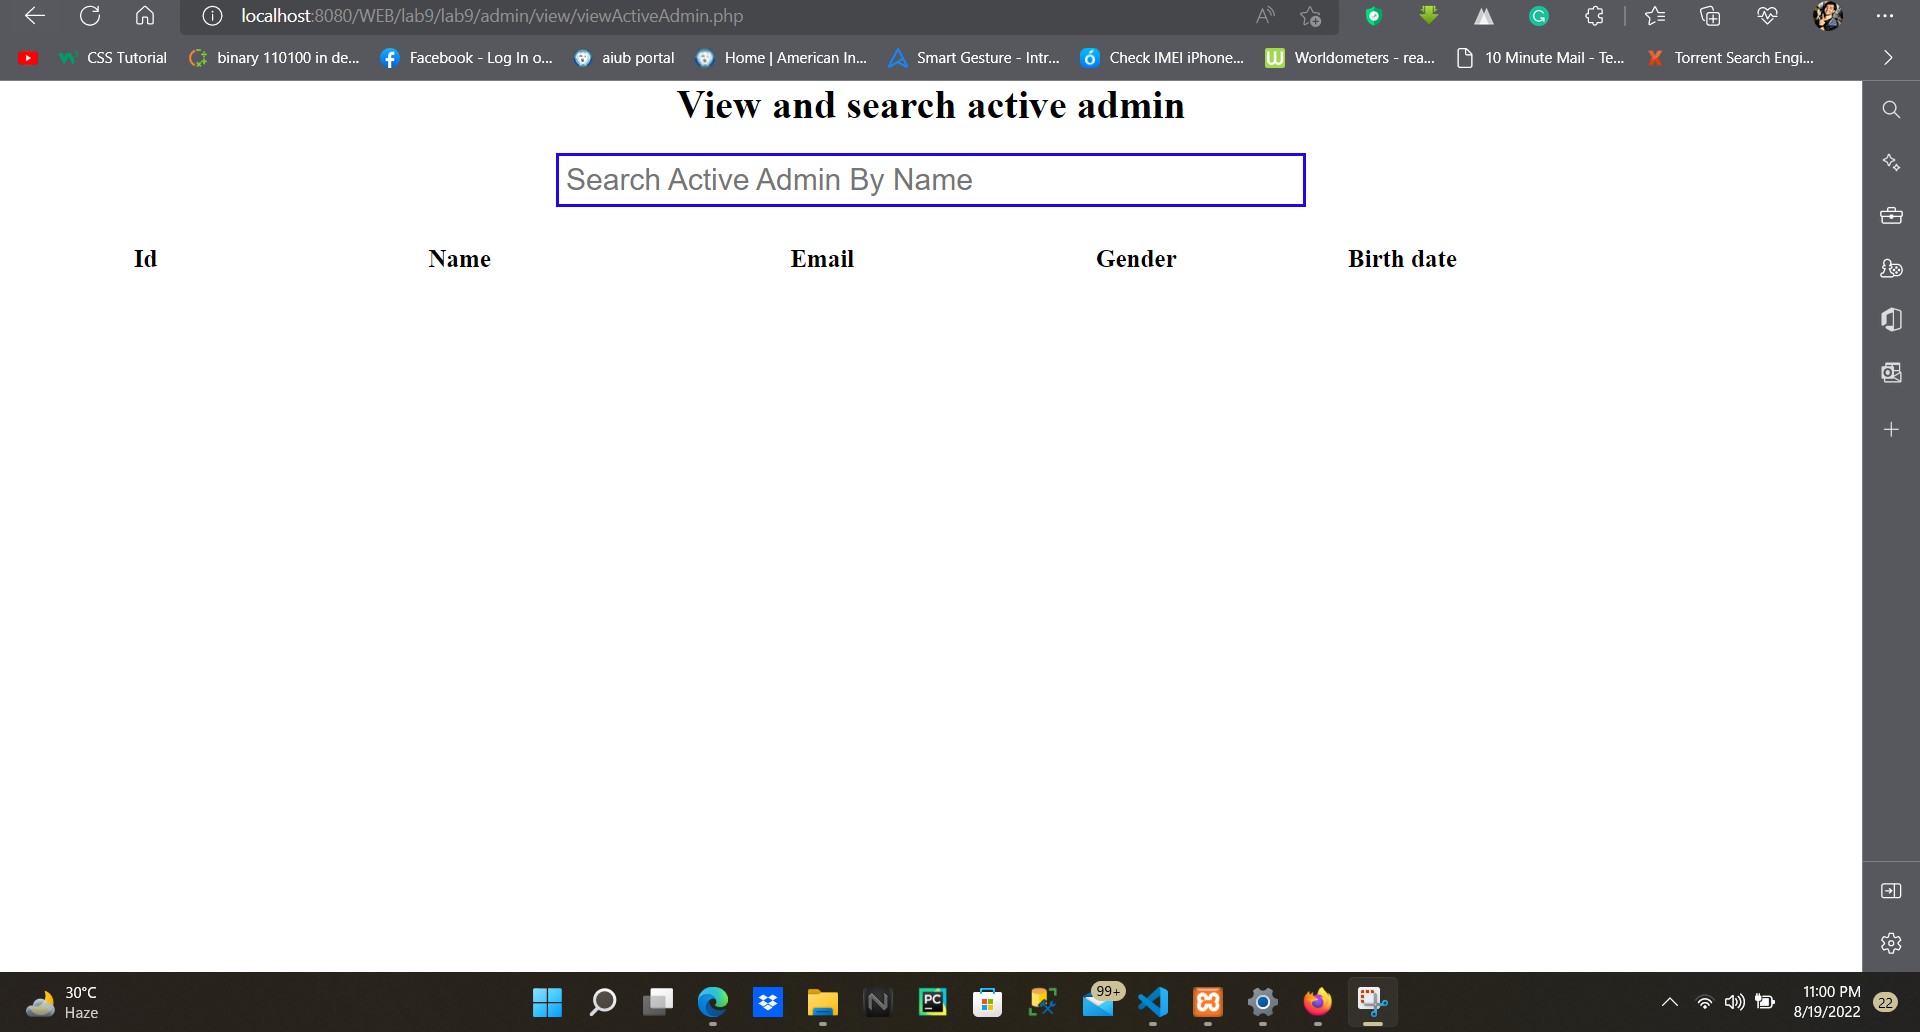 localhost:8080/WEB/lab9/lab9/admin/view/viewActiveAdmin.php
CSS Tutorial binary 110100 in de... Facebook - Log In o... aiub portal Home | American In... Smart Gesture - Intr... Check IMEI iPhone... Worldometers - rea... 10 Minute Mail - Te... Torrent Search Engi...
View and search active admin
Search Active Admin By Name
Id Name Email Gender Birth date
30°C
Haze
99+
11:00 PM
8/19/2022
22